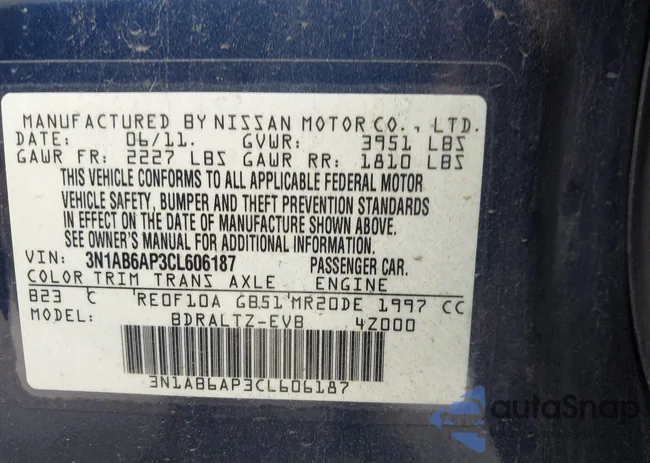 MANUFACTURED BY NISSAN MOTOR CO., LTD.
DATE: 06/11. GVWR: 3951 LBS
GAWR FR: 2227 LBS GAWR RR: 1810 LBS
THIS VEHICLE CONFORMS TO ALL APPLICABLE FEDERAL MOTOR
VEHICLE SAFETY, BUMPER AND THEFT PREVENTION STANDARDS
IN EFFECT ON THE DATE OF MANUFACTURE SHOWN ABOVE.
SEE OWNER'S MANUAL FOR ADDITIONAL INFORMATION.
VIN: 3N1AB6AP3CL606187 PASSENGER CAR.
COLOR TRIM TRANS AXLE ENGINE
B23 C RE0F10A GB51 MR20DE 1997 CC
MODEL: BDRALTZ-EVB 4Z000
3N1AB6AP3CL606187
autoSnap